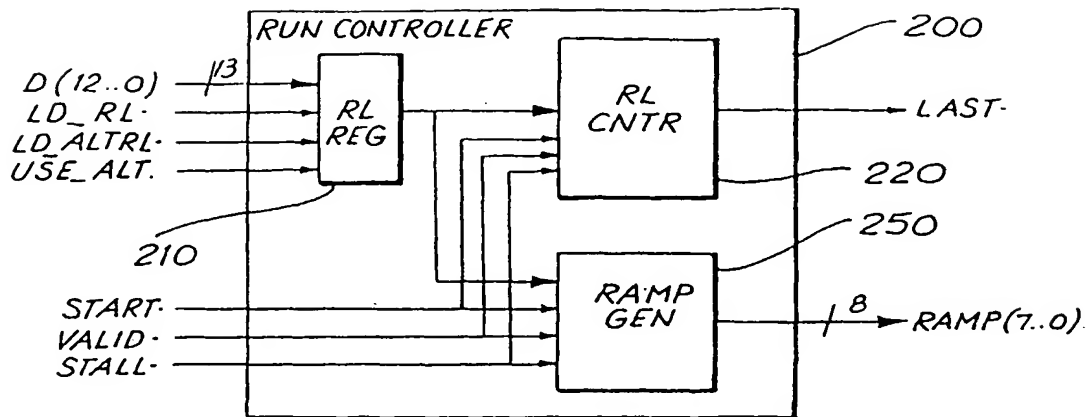 RUN CONTROLLER
200
D(12..0)
13
LD_RL-
LD_ALTRL-
USE_ALT.
RL
REG
210
RL
CNTR
220
LAST-
250
START-
VALID-
STALL-
RAMP
GEN
8
RAMP(7..0)